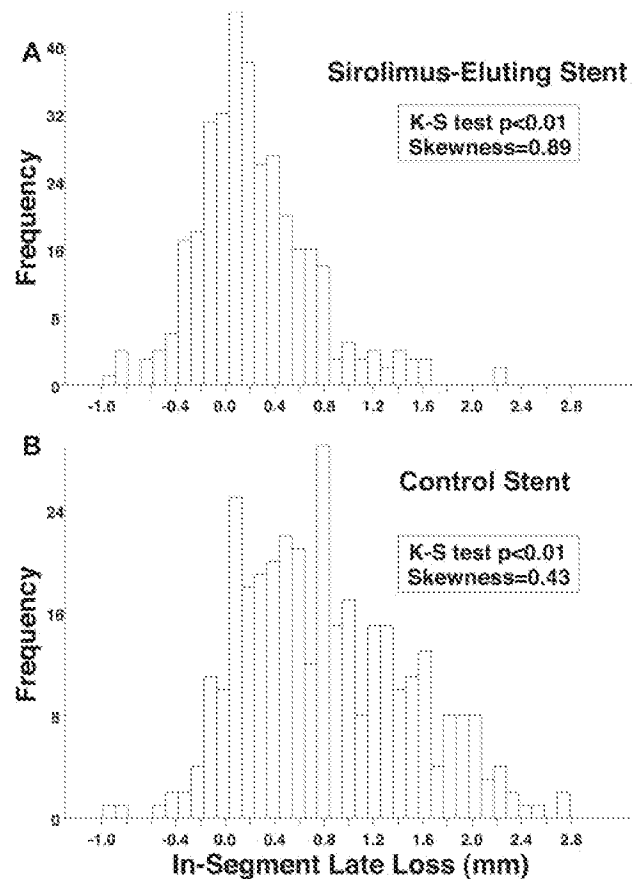 A
Sirolimus-Eluting Stent
K-S test p<0.01
Skewness=0.89
Frequency
40
32
24
16
8
0
-1.0 -0.4 0.0 0.4 0.8 1.2 1.6 2.4 2.8
B
Control Stent
K-S test p<0.01
Skewness=0.43
Frequency
24
16
8
0
-1.0 -0.4 0.0 0.4 0.8 1.2 1.6 2.0 2.4 2.8
In-Segment Late Loss (mm)